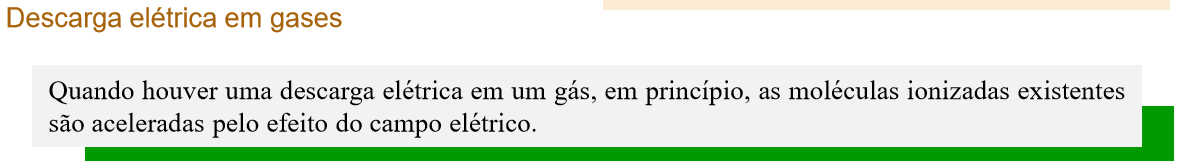 Descarga elétrica em gases
Quando houver uma descarga elétrica em um gás, em princípio, as moléculas ionizadas existentes
são aceleradas pelo efeito do campo elétrico.